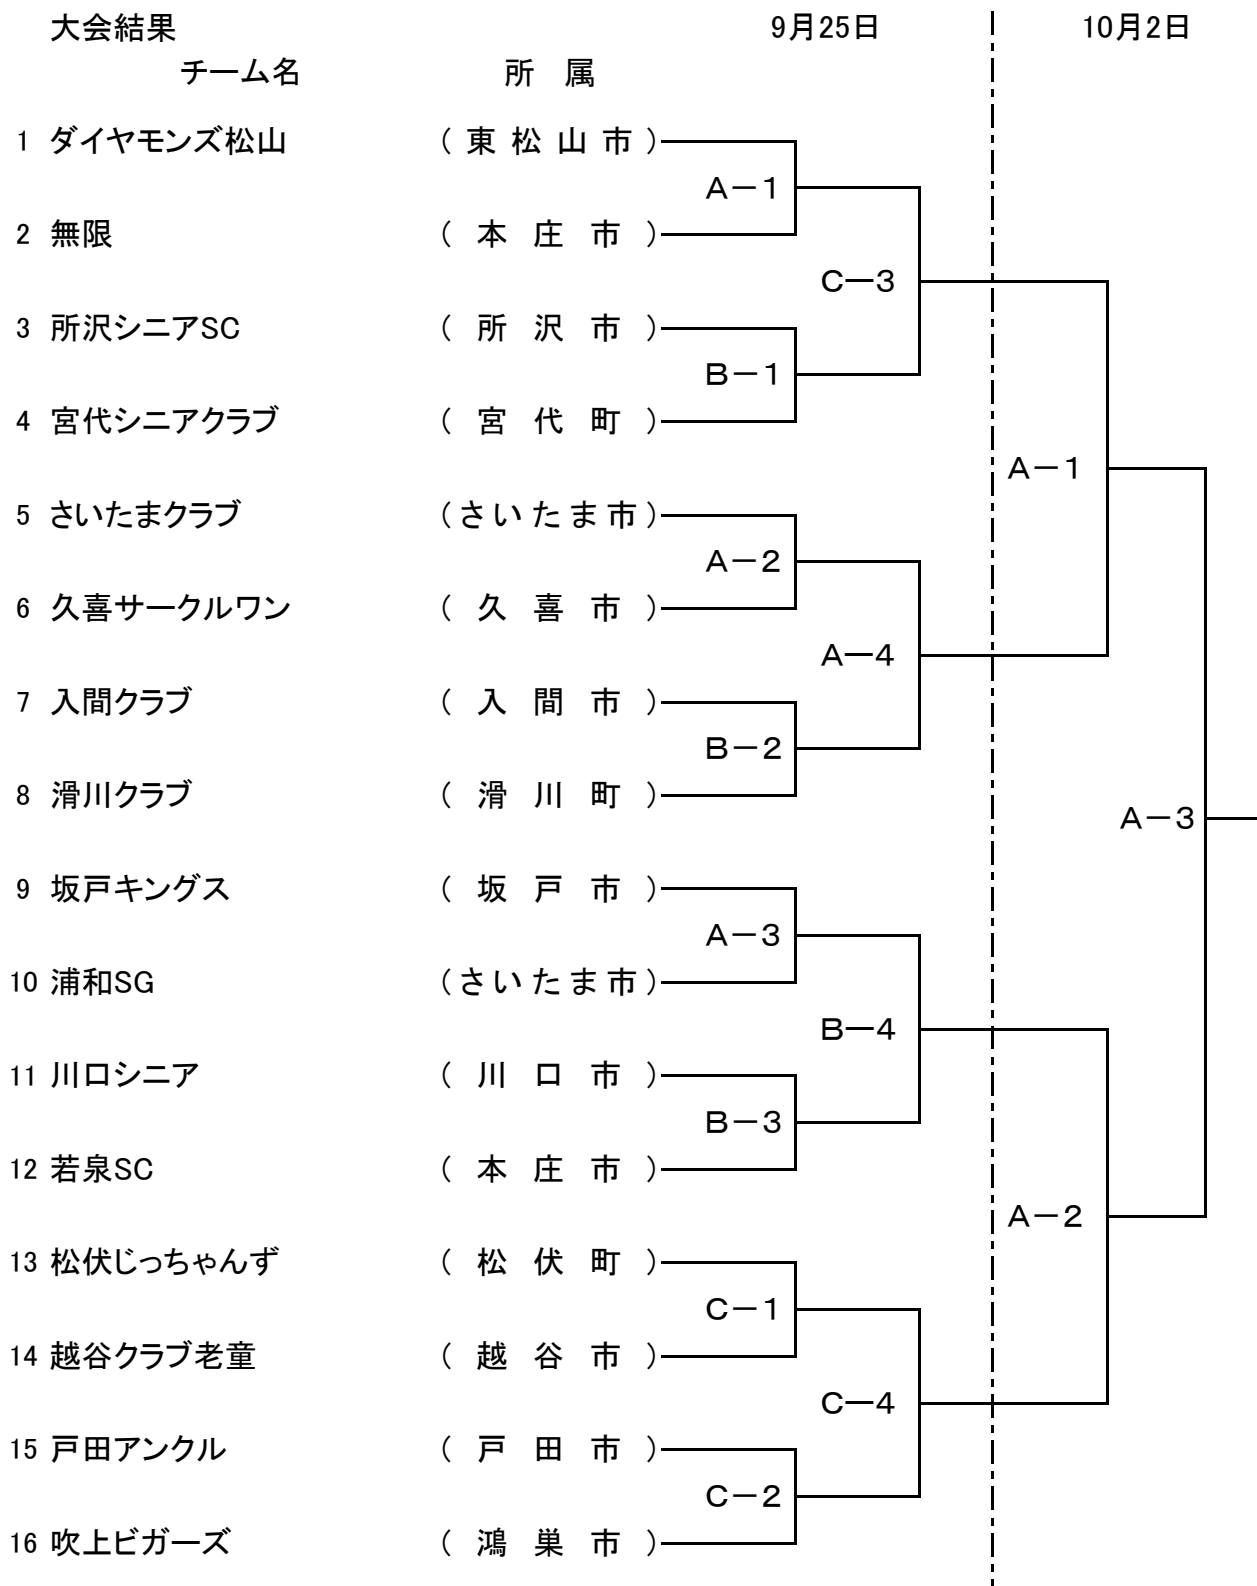 大会結果 9月25日 10月2日
チーム名 所 属
1 ダイヤモンズ松山 ( 東 松 山 市 )
A－1
2 無限 ( 本 庄 市 )
C－3
3 所沢シニアSC ( 所 沢 市 )
B－1
4 宮代シニアクラブ ( 宮 代 町 )
A－1
5 さいたまクラブ ( さ い た ま 市 )
A－2
6 久喜サークルワン ( 久 喜 市 )
A－4
7 入間クラブ ( 入 間 市 )
B－2
8 滑川クラブ ( 滑 川 町 )
A－3
9 坂戸キングス ( 坂 戸 市 )
A－3
10 浦和SG ( さ い た ま 市 )
B－4
11 川口シニア ( 川 口 市 )
B－3
12 若泉SC ( 本 庄 市 )
A－2
13 松伏じっちゃんず ( 松 伏 町 )
C－1
14 越谷クラブ老童 ( 越 谷 市 )
C－4
15 戸田アンクル ( 戸 田 市 )
C－2
16 吹上ビガーズ ( 鴻 巣 市 )